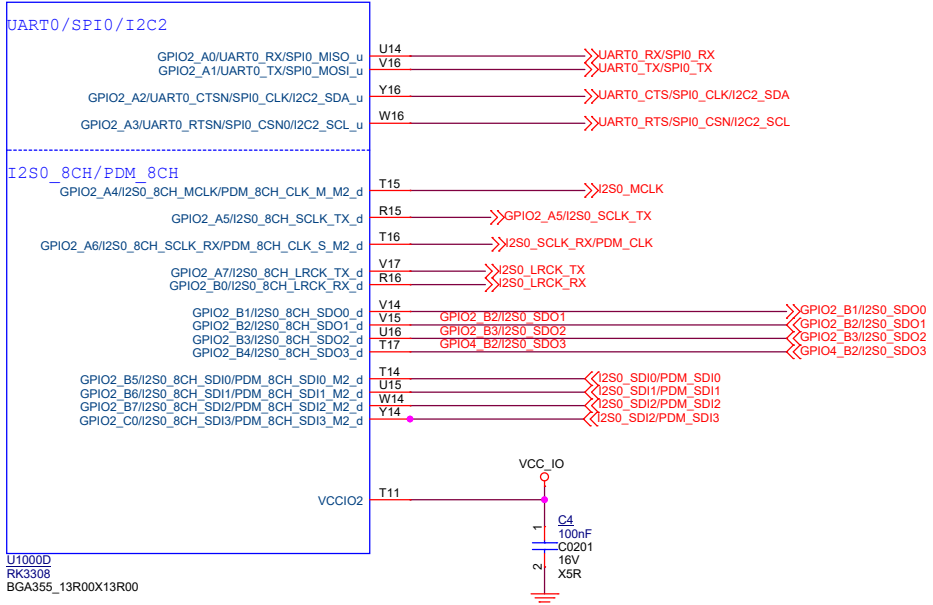 UART0/SPI0/I2C2
GPIO2_A0/UART0_RX/SPI0_MISO_u U14 UART0_RX/SPI0_RX
GPIO2_A1/UART0_TX/SPI0_MOSI_u V16 UART0_TX/SPI0_TX
GPIO2_A2/UART0_CTSN/SPI0_CLK/I2C2_SDA_u Y16 UART0_CTS/SPI0_CLK/I2C2_SDA
GPIO2_A3/UART0_RTSN/SPI0_CSN0/I2C2_SCL_u W16 UART0_RTS/SPI0_CSN/I2C2_SCL
I2S0_8CH/PDM_8CH
GPIO2_A4/I2S0_8CH_MCLK/PDM_8CH_CLK_M_M2_d T15 I2S0_MCLK
GPIO2_A5/I2S0_8CH_SCLK_TX_d R15 GPIO2_A5/I2S0_SCLK_TX
GPIO2_A6/I2S0_8CH_SCLK_RX/PDM_8CH_CLK_S_M2_d T16 I2S0_SCLK_RX/PDM_CLK
GPIO2_A7/I2S0_8CH_LRCK_TX_d V17 I2S0_LRCK_TX
GPIO2_B0/I2S0_8CH_LRCK_RX_d R16 I2S0_LRCK_RX
GPIO2_B1/I2S0_8CH_SDO0_d V14 GPIO2_B1/I2S0_SDO0
GPIO2_B2/I2S0_8CH_SDO1_d V15 GPIO2_B2/I2S0_SDO1 GPIO2_B2/I2S0_SDO1
GPIO2_B3/I2S0_8CH_SDO2_d U16 GPIO2_B3/I2S0_SDO2 GPIO2_B3/I2S0_SDO2
GPIO2_B4/I2S0_8CH_SDO3_d T17 GPIO4_B2/I2S0_SDO3 GPIO4_B2/I2S0_SDO3
GPIO2_B5/I2S0_8CH_SDI0/PDM_8CH_SDI0_M2_d T14 I2S0_SDI0/PDM_SDI0
GPIO2_B6/I2S0_8CH_SDI1/PDM_8CH_SDI1_M2_d U15 I2S0_SDI1/PDM_SDI1
GPIO2_B7/I2S0_8CH_SDI2/PDM_8CH_SDI2_M2_d W14 I2S0_SDI2/PDM_SDI2
GPIO2_C0/I2S0_8CH_SDI3/PDM_8CH_SDI3_M2_d Y14 I2S0_SDI2/PDM_SDI3
VCC_IO
VCCIO2 T11
1
2
C4
100nF
C0201
16V
X5R
U1000D
RK3308
BGA355_13R00X13R00